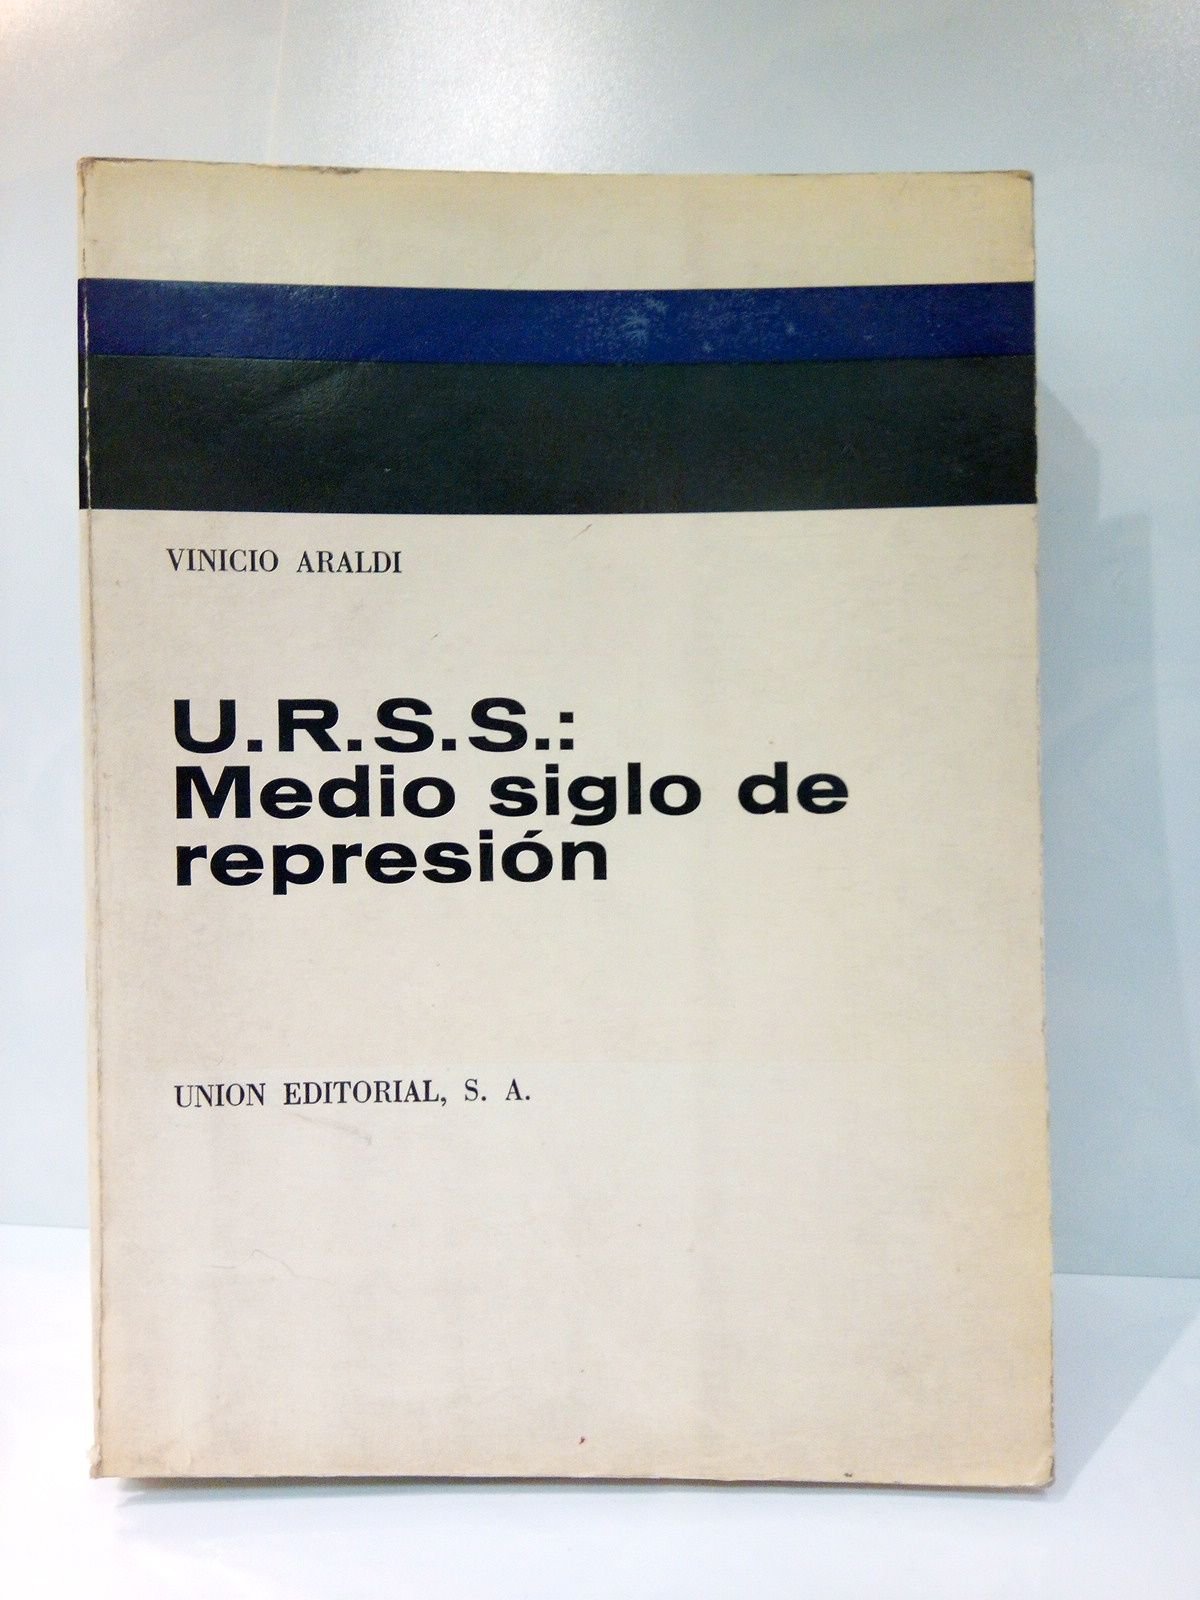 VINICIO ARALDI
U.R.S.S.:
Medio siglo de
represión
UNION EDITORIAL, S. A.